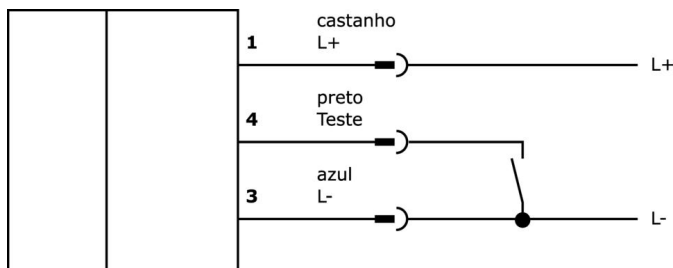 castanho
1 L+
L+
preto
4 Teste
azul
3 L-
L-